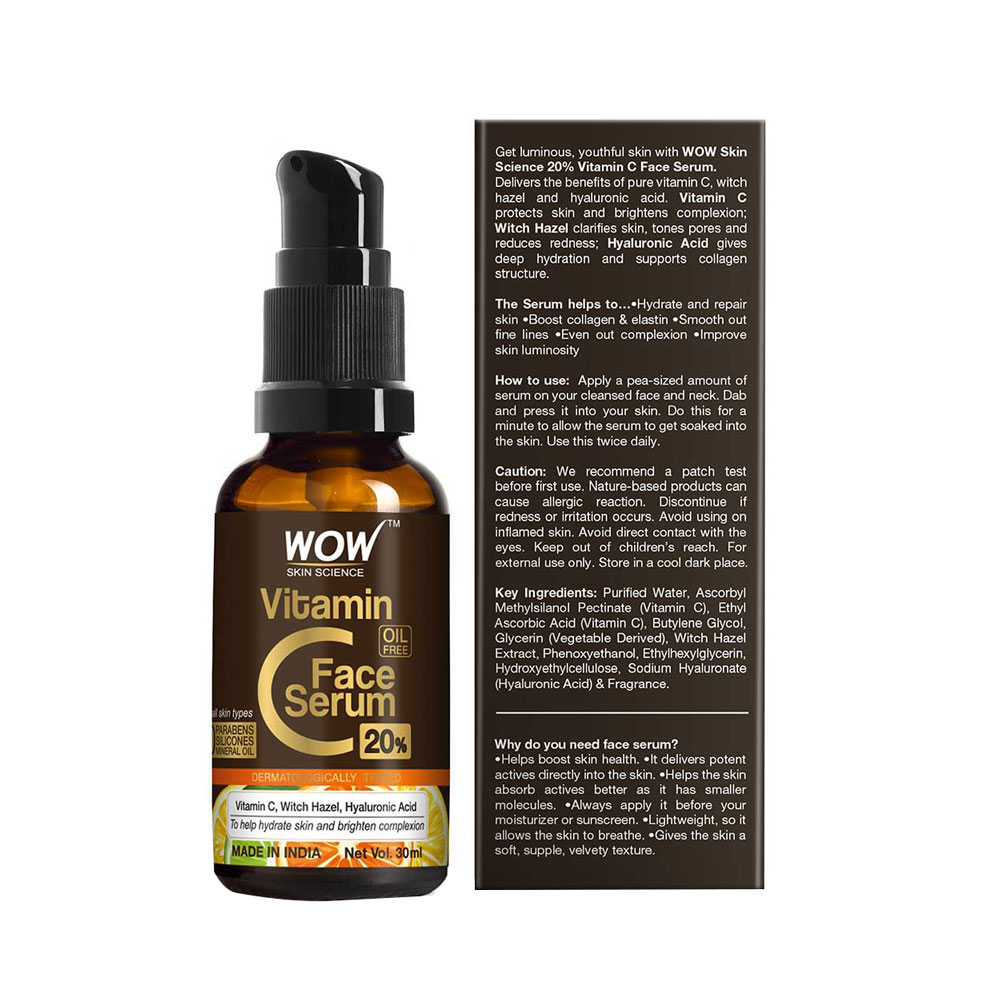 WOW™
SKIN SCIENCE
Vitamin
C
OIL
FREE
Face
Serum
20%
all skin types
PARABENS
SILICONES
MINERAL OIL
DERMATOLOGICALLY TESTED
Vitamin C, Witch Hazel, Hyaluronic Acid
To help hydrate skin and brighten complexion
MADE IN INDIA Net Vol. 30ml
Get luminous, youthful skin with WOW Skin
Science 20% Vitamin C Face Serum.
Delivers the benefits of pure vitamin C, witch
hazel and hyaluronic acid. Vitamin C
protects skin and brightens complexion;
Witch Hazel clarifies skin, tones pores and
reduces redness; Hyaluronic Acid gives
deep hydration and supports collagen
structure.
The Serum helps to...•Hydrate and repair
skin •Boost collagen & elastin •Smooth out
fine lines •Even out complexion •Improve
skin luminosity
How to use: Apply a pea-sized amount of
serum on your cleansed face and neck. Dab
and press it into your skin. Do this for a
minute to allow the serum to get soaked into
the skin. Use this twice daily.
Caution: We recommend a patch test
before first use. Nature-based products can
cause allergic reaction. Discontinue if
redness or irritation occurs. Avoid using on
inflamed skin. Avoid direct contact with the
eyes. Keep out of children's reach. For
external use only. Store in a cool dark place.
Key Ingredients: Purified Water, Ascorbyl
Methylsilanol Pectinate (Vitamin C), Ethyl
Ascorbic Acid (Vitamin C), Butylene Glycol,
Glycerin (Vegetable Derived), Witch Hazel
Extract, Phenoxyethanol, Ethylhexylglycerin,
Hydroxyethylcellulose, Sodium Hyaluronate
(Hyaluronic Acid) & Fragrance.
Why do you need face serum?
•Helps boost skin health. •It delivers potent
actives directly into the skin. •Helps the skin
absorb actives better as it has smaller
molecules. •Always apply it before your
moisturizer or sunscreen. •Lightweight, so it
allows the skin to breathe. •Gives the skin a
soft, supple, velvety texture.